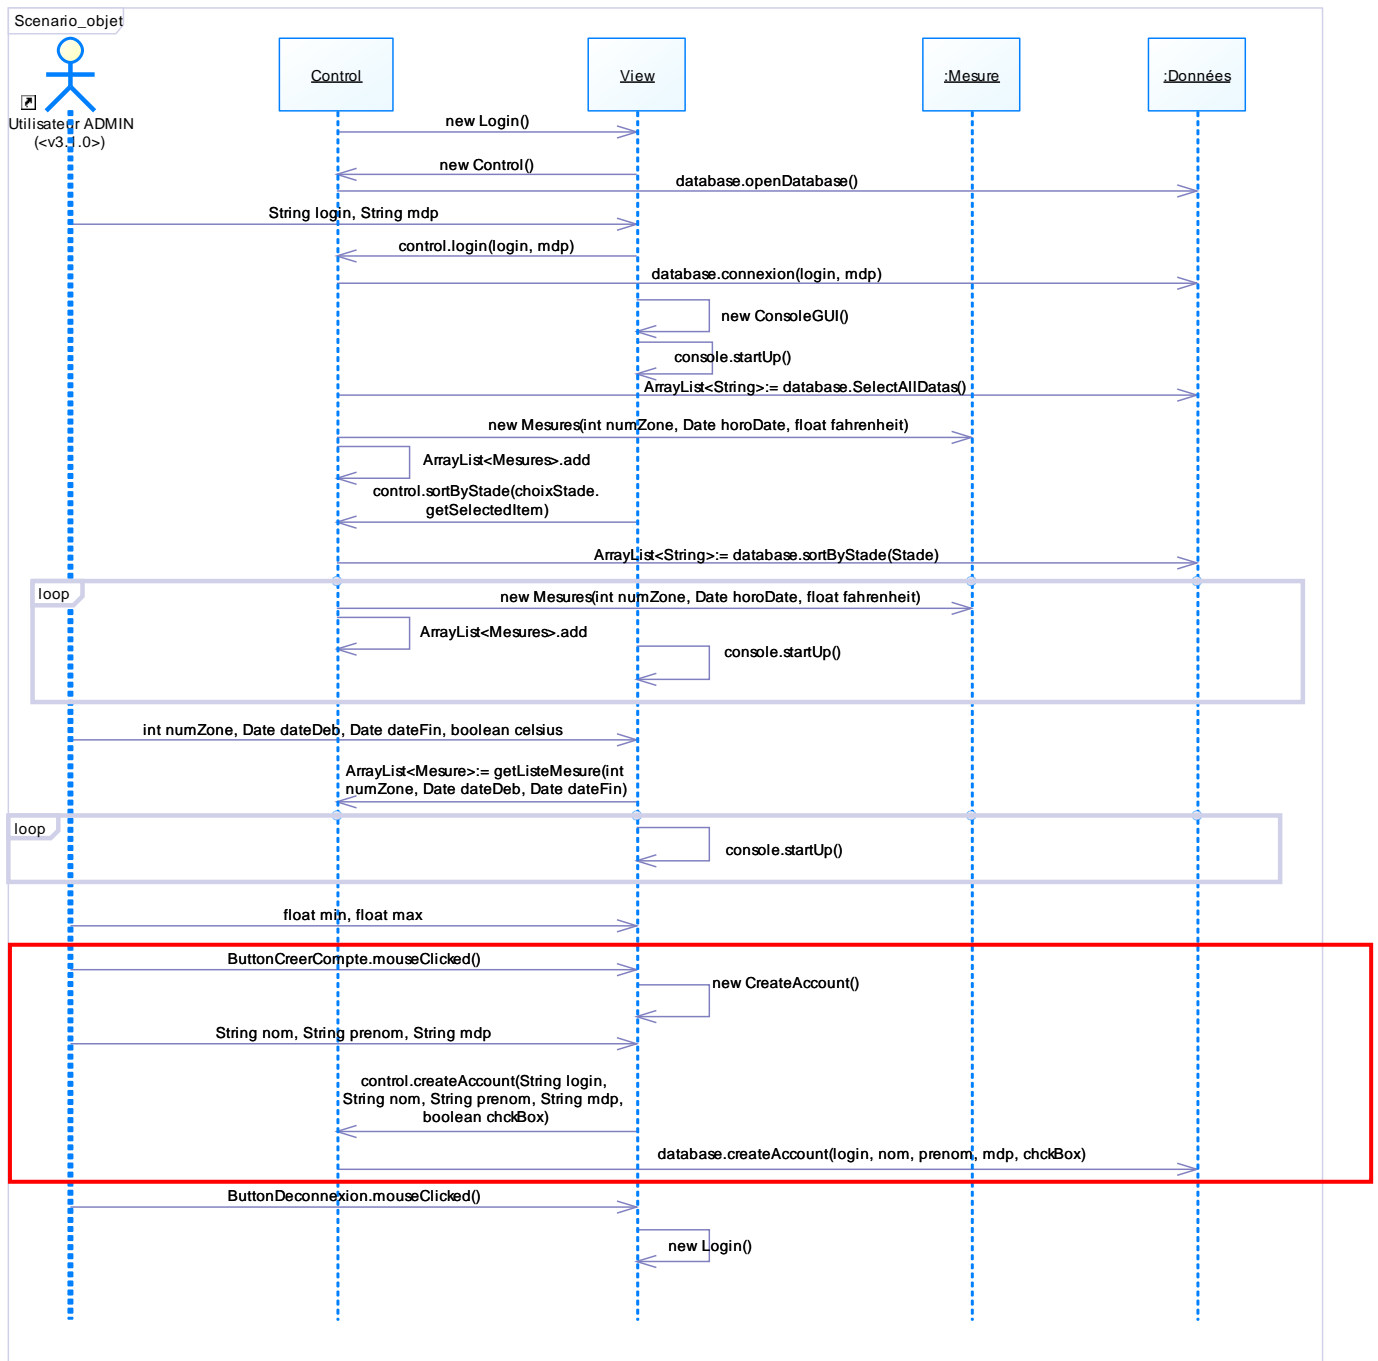 Scenario_objet
Control
View
:Mesure
:Données
Utilisateur ADMIN
(<v3.1.0>)
new Login()
new Control()
database.openDatabase()
String login, String mdp
control.login(login, mdp)
database.connexion(login, mdp)
new ConsoleGUI()
console.startUp()
ArrayList<String>:= database.SelectAllDatas()
new Mesures(int numZone, Date horoDate, float fahrenheit)
ArrayList<Mesures>.add
control.sortByStade(choixStade.
getSelectedItem)
ArrayList<String>:= database.sortByStade(Stade)
loop
new Mesures(int numZone, Date horoDate, float fahrenheit)
ArrayList<Mesures>.add
console.startUp()
int numZone, Date dateDeb, Date dateFin, boolean celsius
ArrayList<Mesure>:= getListeMesure(int
numZone, Date dateDeb, Date dateFin)
loop
console.startUp()
float min, float max
ButtonCreerCompte.mouseClicked()
new CreateAccount()
String nom, String prenom, String mdp
control.createAccount(String login,
String nom, String prenom, String mdp,
boolean chckBox)
database.createAccount(login, nom, prenom, mdp, chckBox)
ButtonDeconnexion.mouseClicked()
new Login()